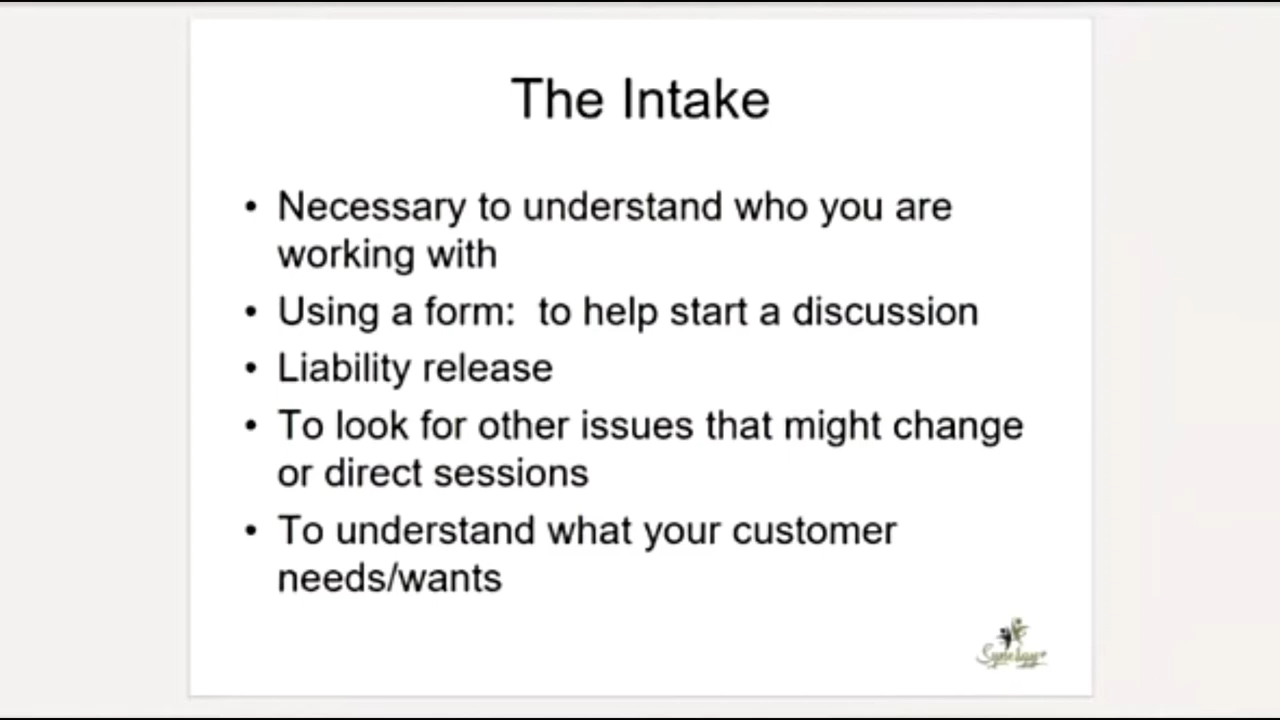 The Intake
• Necessary to understand who you are
working with
• Using a form:  to help start a discussion
• Liability release
• To look for other issues that might change
or direct sessions
• To understand what your customer
needs/wants